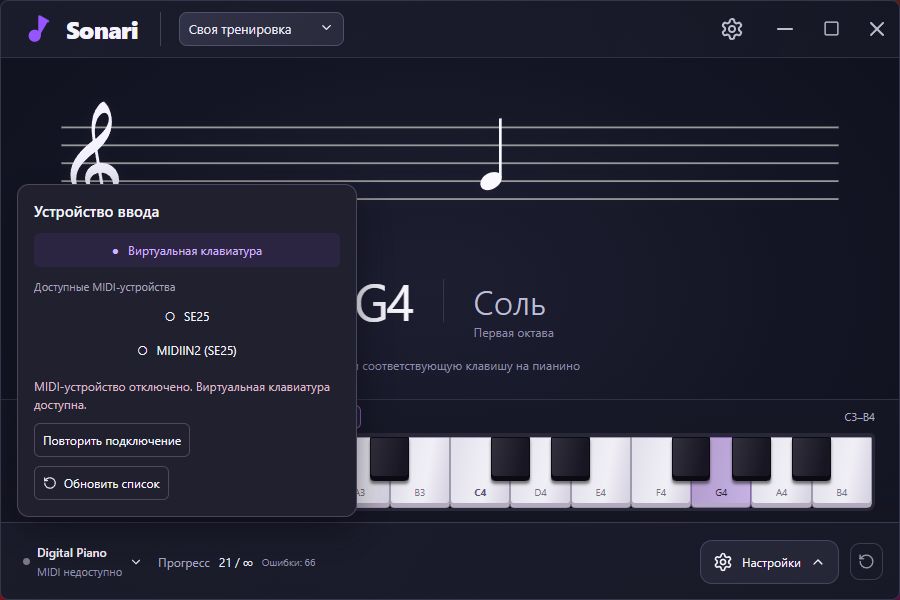 Sonari
Своя тренировка
Устройство ввода
Виртуальная клавиатура
Доступные MIDI-устройства
SE25
MIDIIN2 (SE25)
MIDI-устройство отключено. Виртуальная клавиатура
доступна.
Повторить подключение
Обновить список
G4
Соль
Первая октава
соответствующую клавишу на пианино
C3–B4
B3
C4
D4
E4
F4
G4
A4
B4
Digital Piano
MIDI недоступно
Прогресс 21 / ∞ Ошибки: 66
Настройки